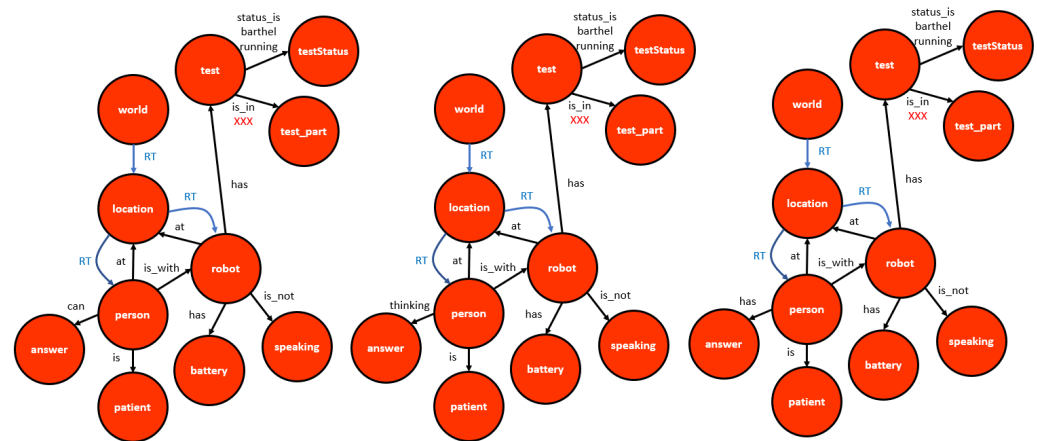 status_is
barthel
running
testStatus
test
is_in
XXX
test_part
world
RT
has
location
RT
at
RT
at
is_with
robot
can
person
has
is_not
answer
is
battery
speaking
patient
status_is
barthel
running
testStatus
test
is_in
XXX
test_part
world
RT
has
location
RT
at
RT
at
is_with
robot
thinking
person
has
is_not
answer
is
battery
speaking
patient
status_is
barthel
running
testStatus
test
is_in
XXX
test_part
world
RT
has
location
RT
at
RT
at
is_with
robot
has
person
has
is_not
answer
is
battery
speaking
patient